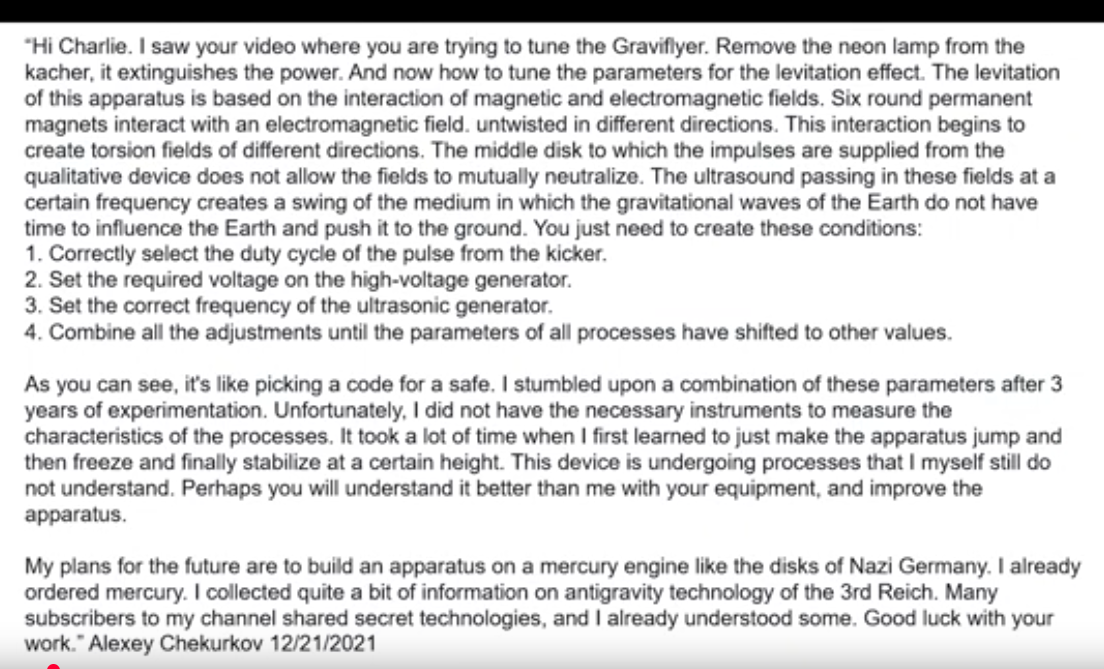 "Hi Charlie. I saw your video where you are trying to tune the Graviflyer. Remove the neon lamp from the
kacher, it extinguishes the power. And now how to tune the parameters for the levitation effect. The levitation
of this apparatus is based on the interaction of magnetic and electromagnetic fields. Six round permanent
magnets interact with an electromagnetic field. untwisted in different directions. This interaction begins to
create torsion fields of different directions. The middle disk to which the impulses are supplied from the
qualitative device does not allow the fields to mutually neutralize. The ultrasound passing in these fields at a
certain frequency creates a swing of the medium in which the gravitational waves of the Earth do not have
time to influence the Earth and push it to the ground. You just need to create these conditions:
1. Correctly select the duty cycle of the pulse from the kicker.
2. Set the required voltage on the high-voltage generator.
3. Set the correct frequency of the ultrasonic generator.
4. Combine all the adjustments until the parameters of all processes have shifted to other values.
As you can see, it's like picking a code for a safe. I stumbled upon a combination of these parameters after 3
years of experimentation. Unfortunately, I did not have the necessary instruments to measure the
characteristics of the processes. It took a lot of time when I first learned to just make the apparatus jump and
then freeze and finally stabilize at a certain height. This device is undergoing processes that I myself still do
not understand. Perhaps you will understand it better than me with your equipment, and improve the
apparatus.
My plans for the future are to build an apparatus on a mercury engine like the disks of Nazi Germany. I already
ordered mercury. I collected quite a bit of information on antigravity technology of the 3rd Reich. Many
subscribers to my channel shared secret technologies, and I already understood some. Good luck with your
work." Alexey Chekurkov 12/21/2021